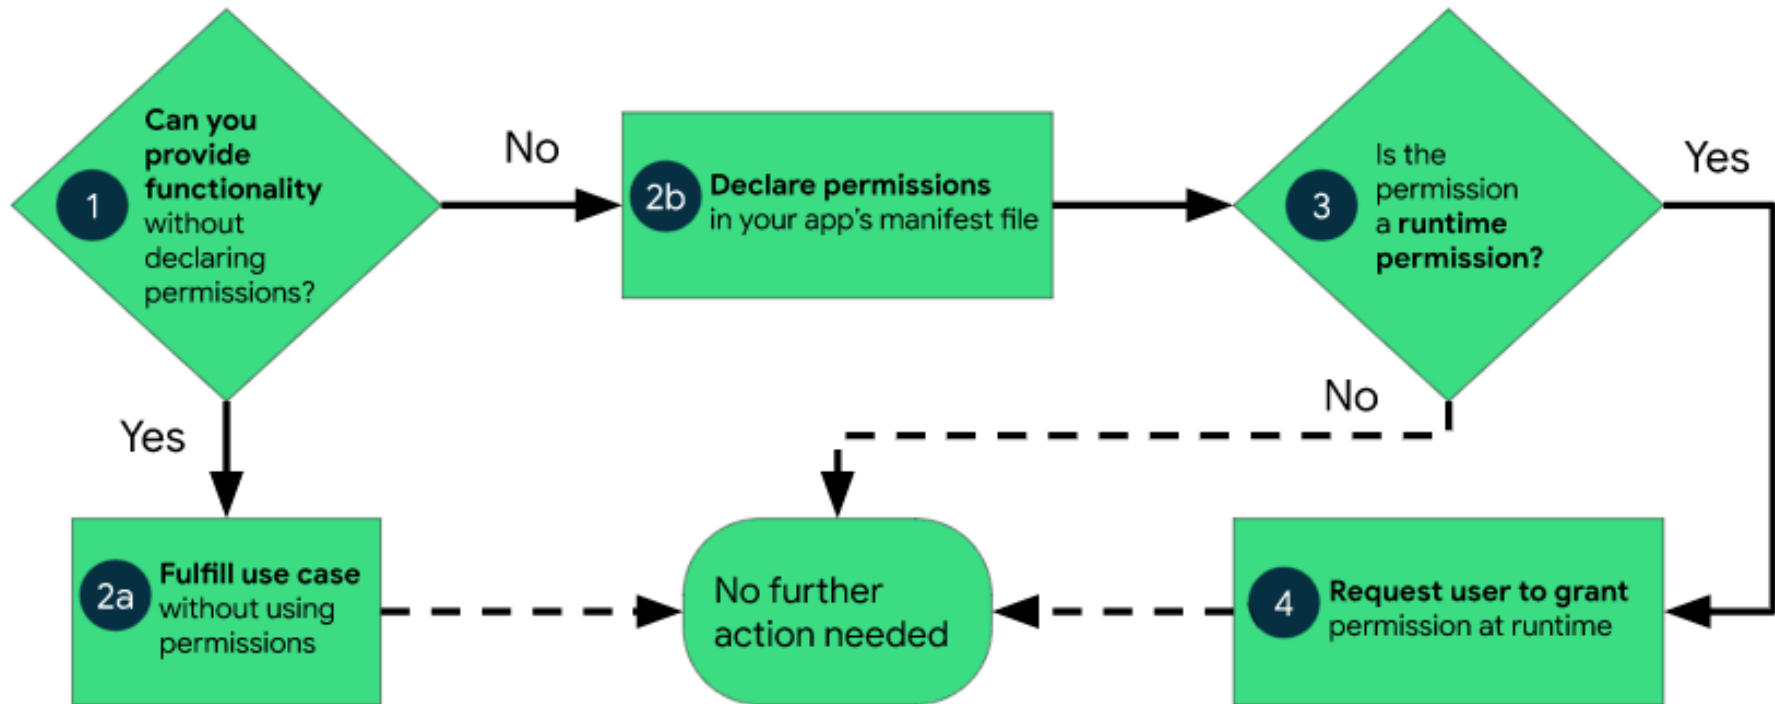 1
Can you
provide
functionality
without
declaring
permissions?
No
2b
Declare permissions
in your app's manifest file
3
Is the
permission
a runtime
permission?
Yes
Yes
No
2a
Fulfill use case
without using
permissions
No further
action needed
4
Request user to grant
permission at runtime